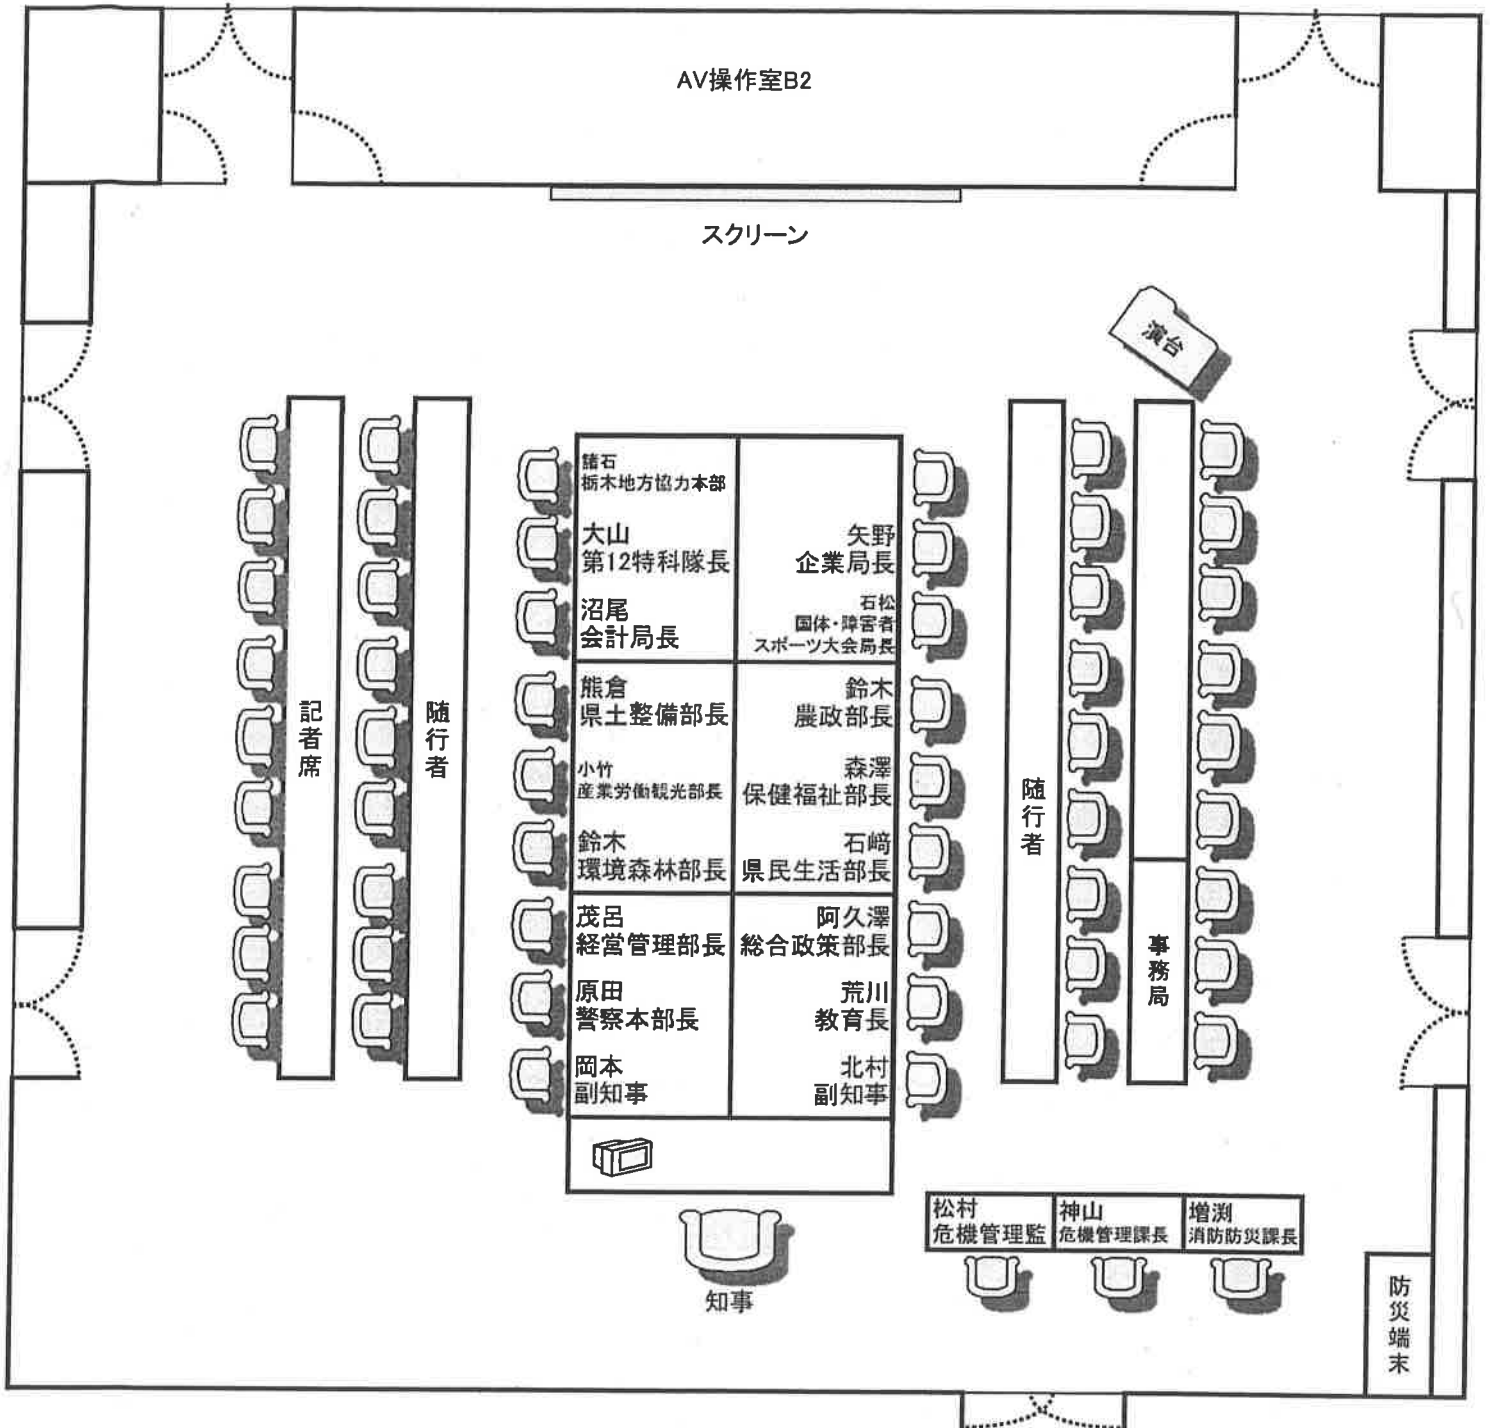 AV操作室B2
スクリーン
演台
記者席
随行者
諸石
栃木地方協力本部
大山
第12特科隊長
沼尾
会計局長
熊倉
県土整備部長
小竹
産業労働観光部長
鈴木
環境森林部長
茂呂
経営管理部長
原田
警察本部長
岡本
副知事
矢野
企業局長
石松
国体・障害者
スポーツ大会局長
鈴木
農政部長
森澤
保健福祉部長
石﨑
県民生活部長
阿久澤
総合政策部長
荒川
教育長
北村
副知事
随行者
事務局
知事
松村
危機管理監
神山
危機管理課長
増渕
消防防災課長
防災端末